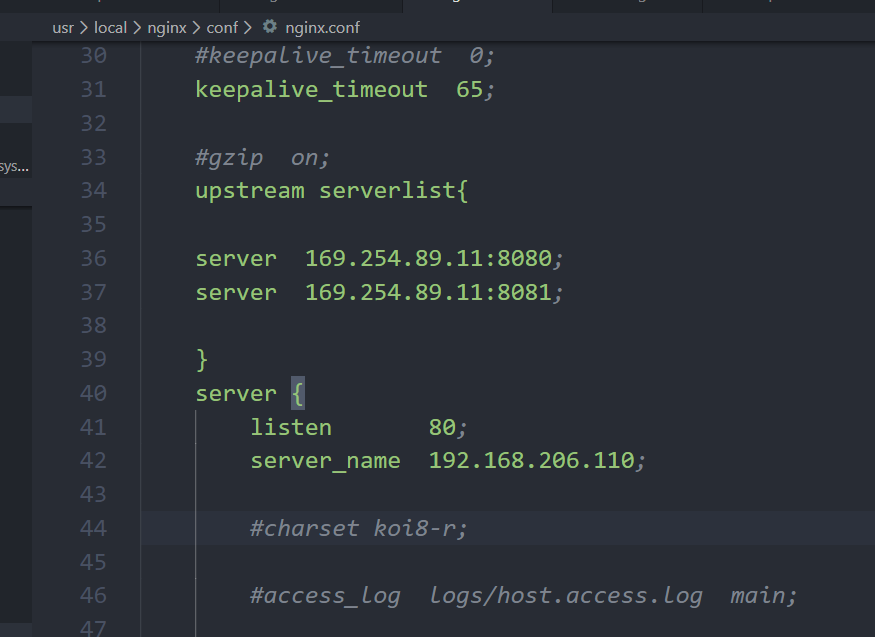 usr > local > nginx > conf > nginx.conf
30 #keepalive_timeout  0;
31 keepalive_timeout  65;
32
sys...
33 #gzip  on;
34 upstream serverlist{
35
36 server  169.254.89.11:8080;
37 server  169.254.89.11:8081;
38
39 }
40 server {
41 listen       80;
42 server_name  192.168.206.110;
43
44 #charset koi8-r;
45
46 #access_log  logs/host.access.log  main;
47